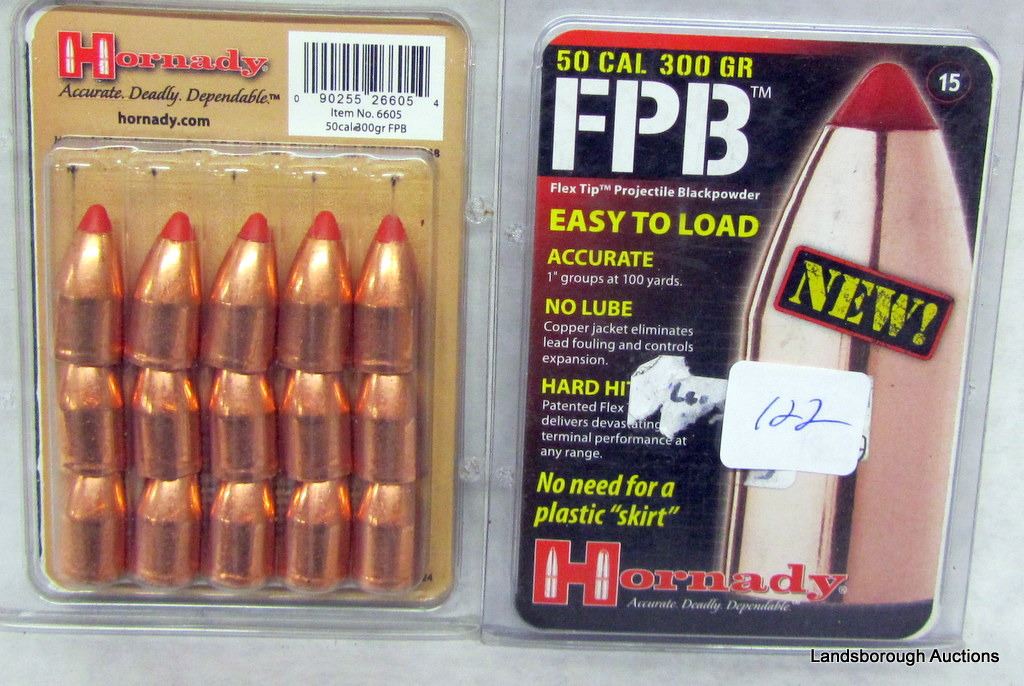 Hornady®
Accurate. Deadly. Dependable.™
hornady.com
0 90255 26605 4
Item No. 6605
50cal 300gr FPB
50 CAL 300 GR
15
FPB™
Flex Tip™ Projectile Blackpowder
EASY TO LOAD
ACCURATE
1" groups at 100 yards.
NEW!
NO LUBE
Copper jacket eliminates
lead fouling and controls
expansion.
HARD HIT
Patented Flex
delivers devastating
terminal performance at
any range.
122
No need for a
plastic "skirt"
Hornady®
Accurate. Deadly. Dependable.™
Landsborough Auctions